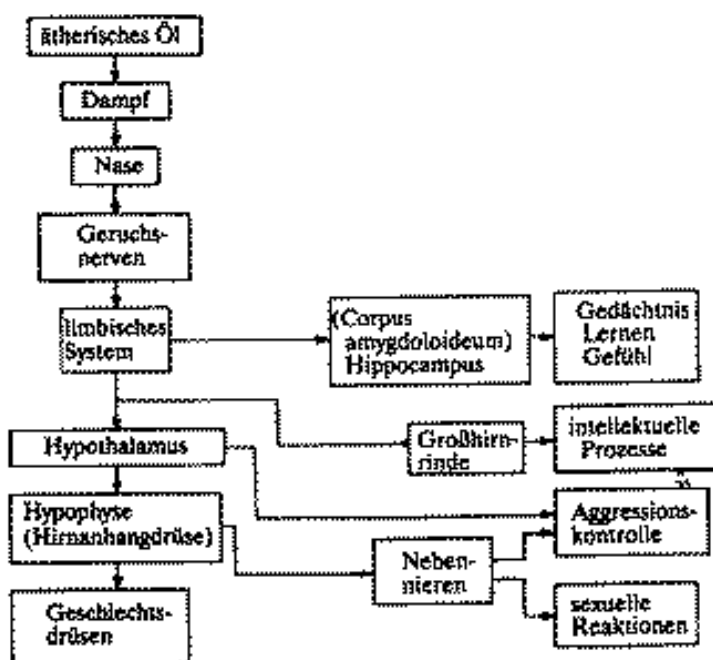 ätherisches Öl
Dampf
Nase
Geruchs-
nerven
limbisches
System
(Corpus
amygdoloideum)
Hippocampus
Gedächtnis
Lernen
Gefühl
Hypothalamus
Großhirn-
rinde
intellektuelle
Prozesse
Hypophyse
(Hirnanhangdrüse)
Neben-
nieren
Aggressions-
kontrolle
Geschlechts-
drüsen
sexuelle
Reaktionen